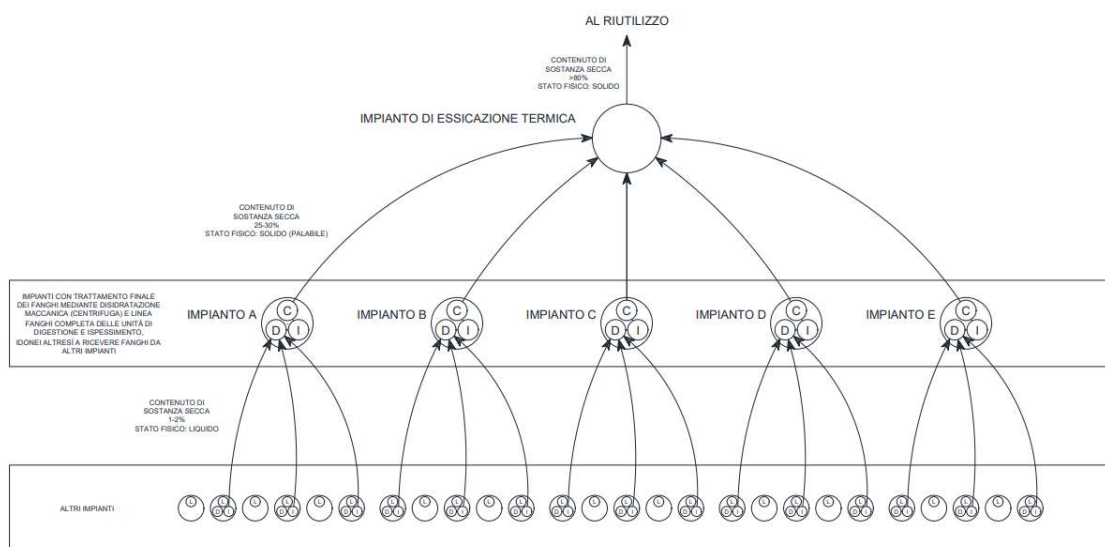 AL RIUTILIZZO
CONTENUTO DI
SOSTANZA SECCA
>80%
STATO FISICO: SOLIDO
IMPIANTO DI ESSICAZIONE TERMICA
CONTENUTO DI
SOSTANZA SECCA
25-30%
STATO FISICO: SOLIDO (PALABILE)
IMPIANTI CON TRATTAMENTO FINALE
DEI FANGHI MEDIANTE DISIDRATAZIONE
MACCANICA (CENTRIFUGA) E LINEA
FANGHI COMPLETA DELLE UNITÀ DI
DIGESTIONE E ISPESSIMENTO,
IDONEI ALTRESÌ A RICEVERE FANGHI DA
ALTRI IMPIANTI
IMPIANTO A
C
D I
IMPIANTO B
C
D I
IMPIANTO C
C
D I
IMPIANTO D
C
D I
IMPIANTO E
C
D I
CONTENUTO DI
SOSTANZA SECCA
1-2%
STATO FISICO: LIQUIDO
ALTRI IMPIANTI
L L L L L L L L L L L L L L L L L L L L L L L L L L
D I D I D I D I D I D I D I D I D I D I D I D I D I D I D I